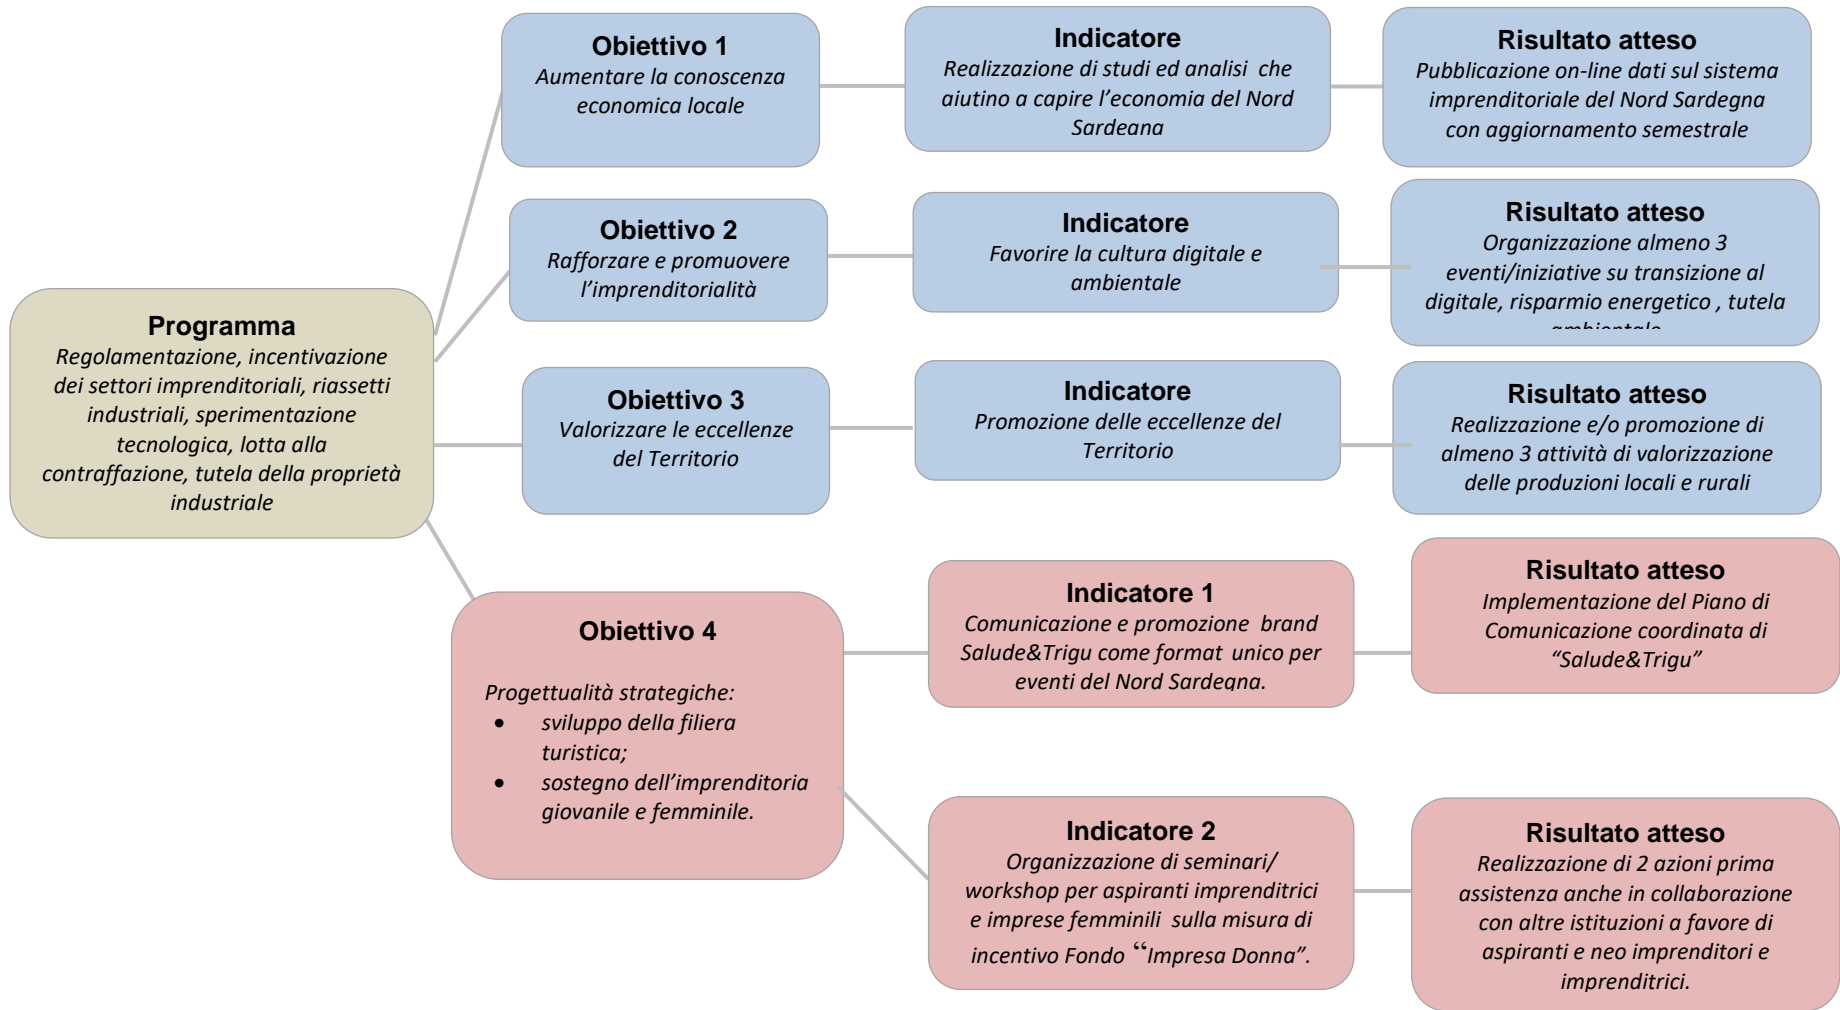 Programma
Regolamentazione, incentivazione
dei settori imprenditoriali, riassetti
industriali, sperimentazione
tecnologica, lotta alla
contraffazione, tutela della proprietà
industriale
Obiettivo 1
Aumentare la conoscenza
economica locale
Indicatore
Realizzazione di studi ed analisi che
aiutino a capire l’economia del Nord
Sardegna
Risultato atteso
Pubblicazione on-line dati sul sistema
imprenditoriale del Nord Sardegna
con aggiornamento semestrale
Obiettivo 2
Rafforzare e promuovere
l’imprenditorialità
Indicatore
Favorire la cultura digitale e
ambientale
Risultato atteso
Organizzazione almeno 3
eventi/iniziative su transizione al
digitale, risparmio energetico , tutela
ambientale
Obiettivo 3
Valorizzare le eccellenze
del Territorio
Indicatore
Promozione delle eccellenze del
Territorio
Risultato atteso
Realizzazione e/o promozione di
almeno 3 attività di valorizzazione
delle produzioni locali e rurali
Obiettivo 4
Progettualità strategiche:
• sviluppo della filiera
turistica;
• sostegno dell’imprenditoria
giovanile e femminile.
Indicatore 1
Comunicazione e promozione brand
Salude&Trigu come format unico per
eventi del Nord Sardegna.
Risultato atteso
Implementazione del Piano di
Comunicazione coordinata di
“Salude&Trigu”
Indicatore 2
Organizzazione di seminari/
workshop per aspiranti imprenditrici
e imprese femminili sulla misura di
incentivo Fondo “Impresa Donna”.
Risultato atteso
Realizzazione di 2 azioni prima
assistenza anche in collaborazione
con altre istituzioni a favore di
aspiranti e neo imprenditori e
imprenditrici.